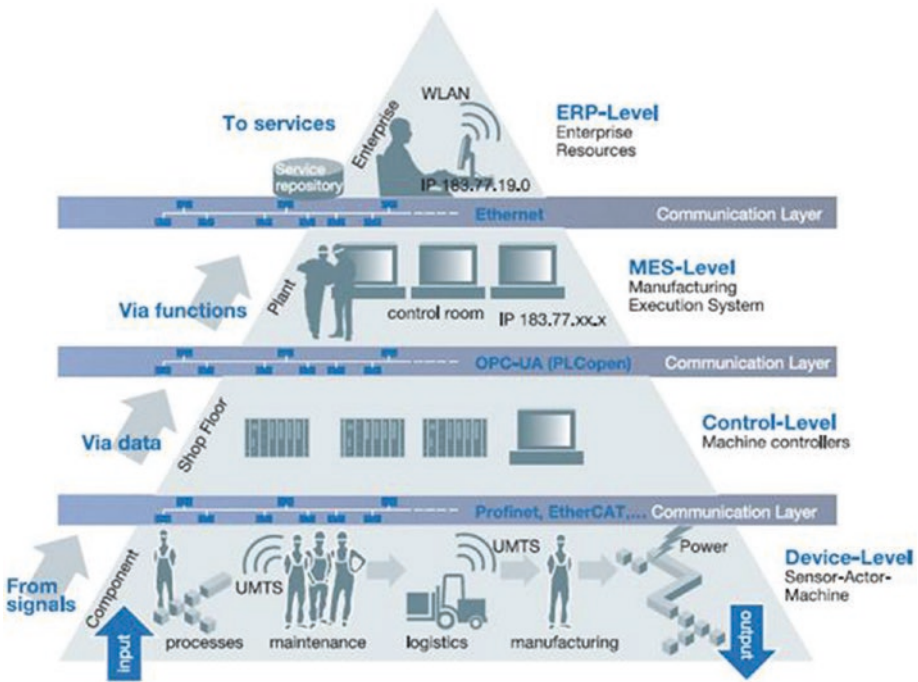 WLAN
ERP-Level
Enterprise
Resources
To services
Enterprise
Service
repository
IP 183.77.19.0
Ethernet
Communication Layer
MES-Level
Manufacturing
Execution System
Via functions
Plant
control room
IP 183.77.xx.x
OPC-UA (PLCopen)
Communication Layer
Control-Level
Machine controllers
Via data
Shop Floor
Profinet, EtherCAT,... Communication Layer
Device-Level
Sensor-Actor-
Machine
From
signals
Component
UMTS
UMTS
Power
input
processes
maintenance
logistics
manufacturing
output